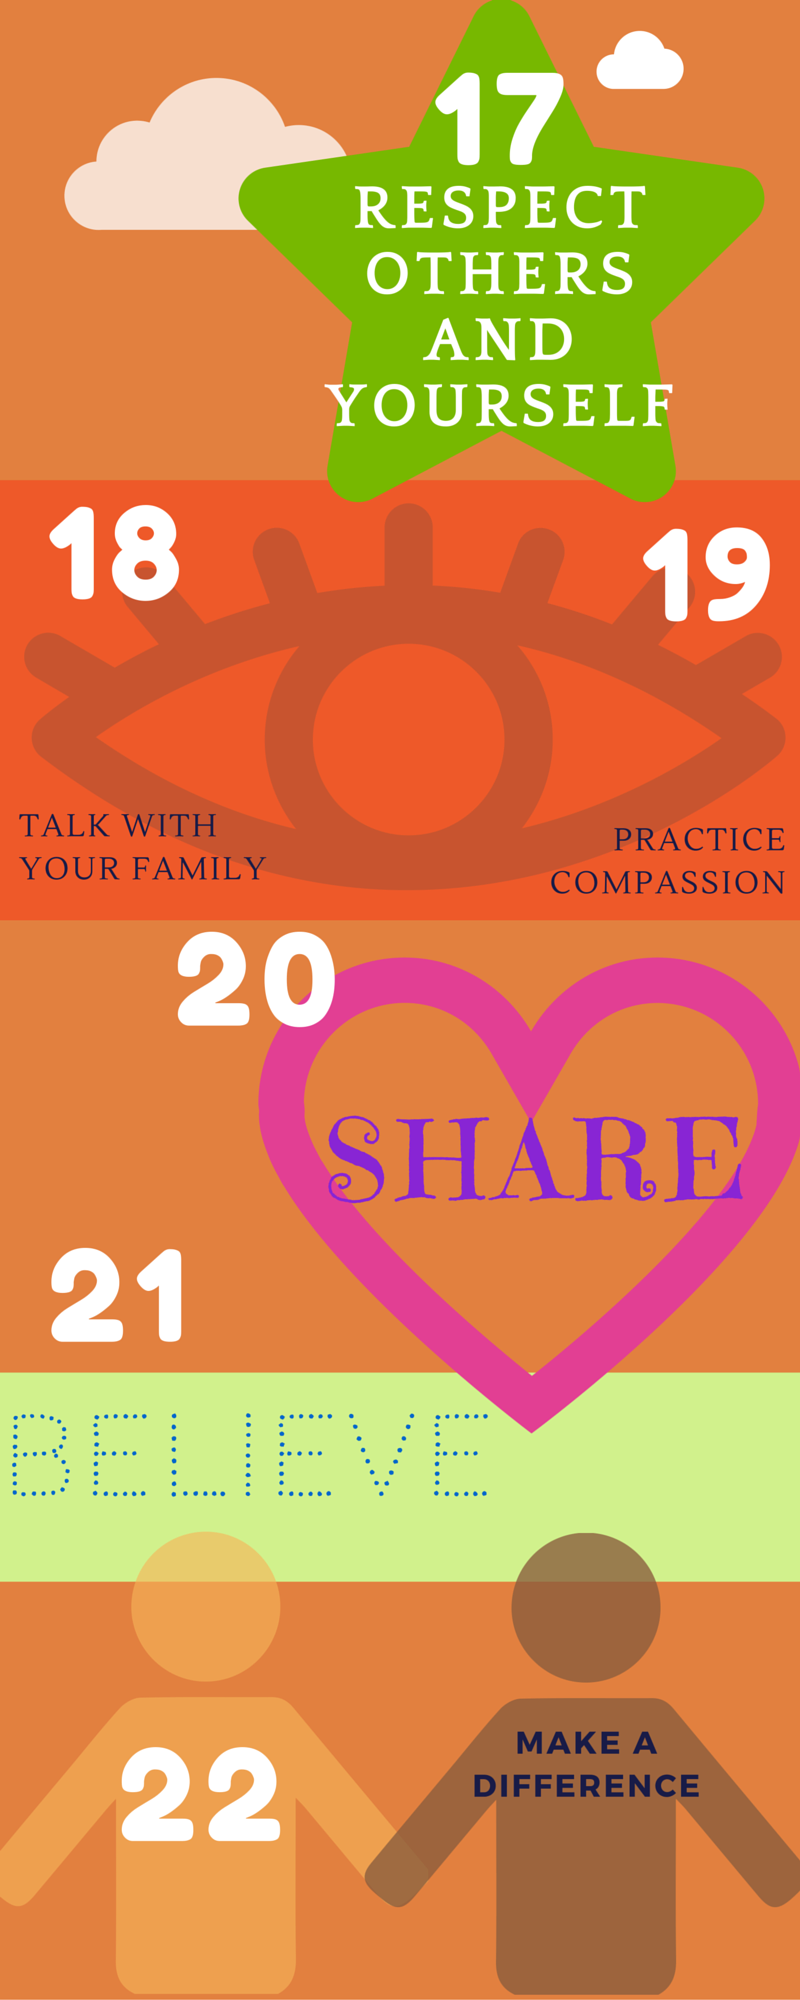 17
RESPECT
OTHERS
AND
YOURSELF
18
TALK WITH
YOUR FAMILY
19
PRACTICE
COMPASSION
20
SHARE
21
BELIEVE
22
MAKE A
DIFFERENCE